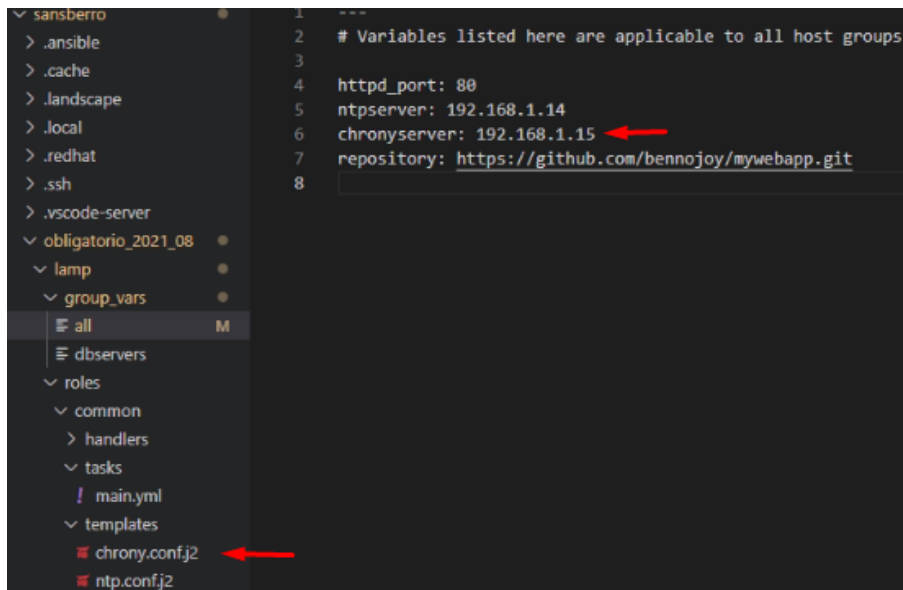 sansberro
.ansible
.cache
.landscape
.local
.redhat
.ssh
.vscode-server
obligatorio_2021_08
lamp
group_vars
all M
dbservers
roles
common
handlers
tasks
! main.yml
templates
chrony.conf.j2
ntp.conf.j2
1 ---
2 # Variables listed here are applicable to all host groups
3
4 httpd_port: 80
5 ntpserver: 192.168.1.14
6 chronyserver: 192.168.1.15
7 repository: https://github.com/bennojoy/mywebapp.git
8